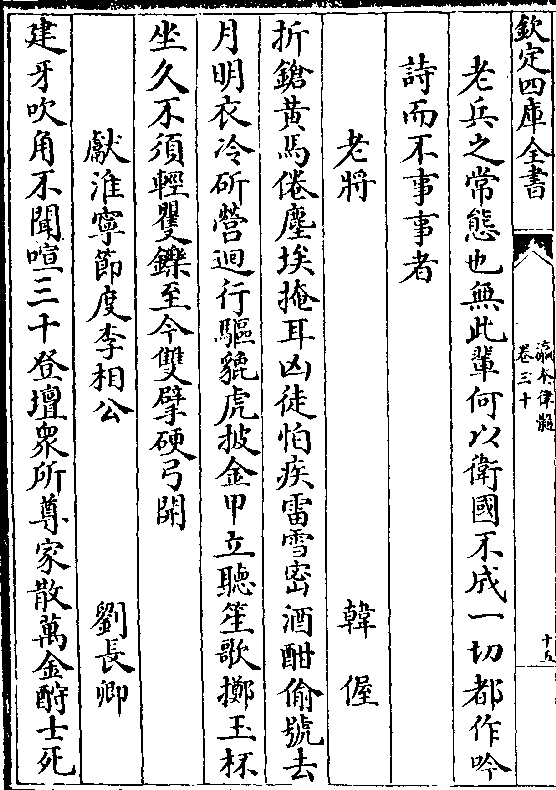 欽定四庫全書
瀛奎律髓
卷三十
十五
老兵之常態也無此輩何以衛國不成一切都作吟
詩而不事事者
老將 韓偓
折鎗黃馬倦塵埃掩耳凶徒怕疾雷雪密酒酣偷號去
月明衣冷斫營迴行驅貔虎披金甲立聽笙歌擲玉杯
坐久不須輕矍鑠至今雙擘硬弓開
獻淮寧節度李相公 劉長卿
建牙吹角不聞喧三十登壇衆所尊家散萬金酧士死